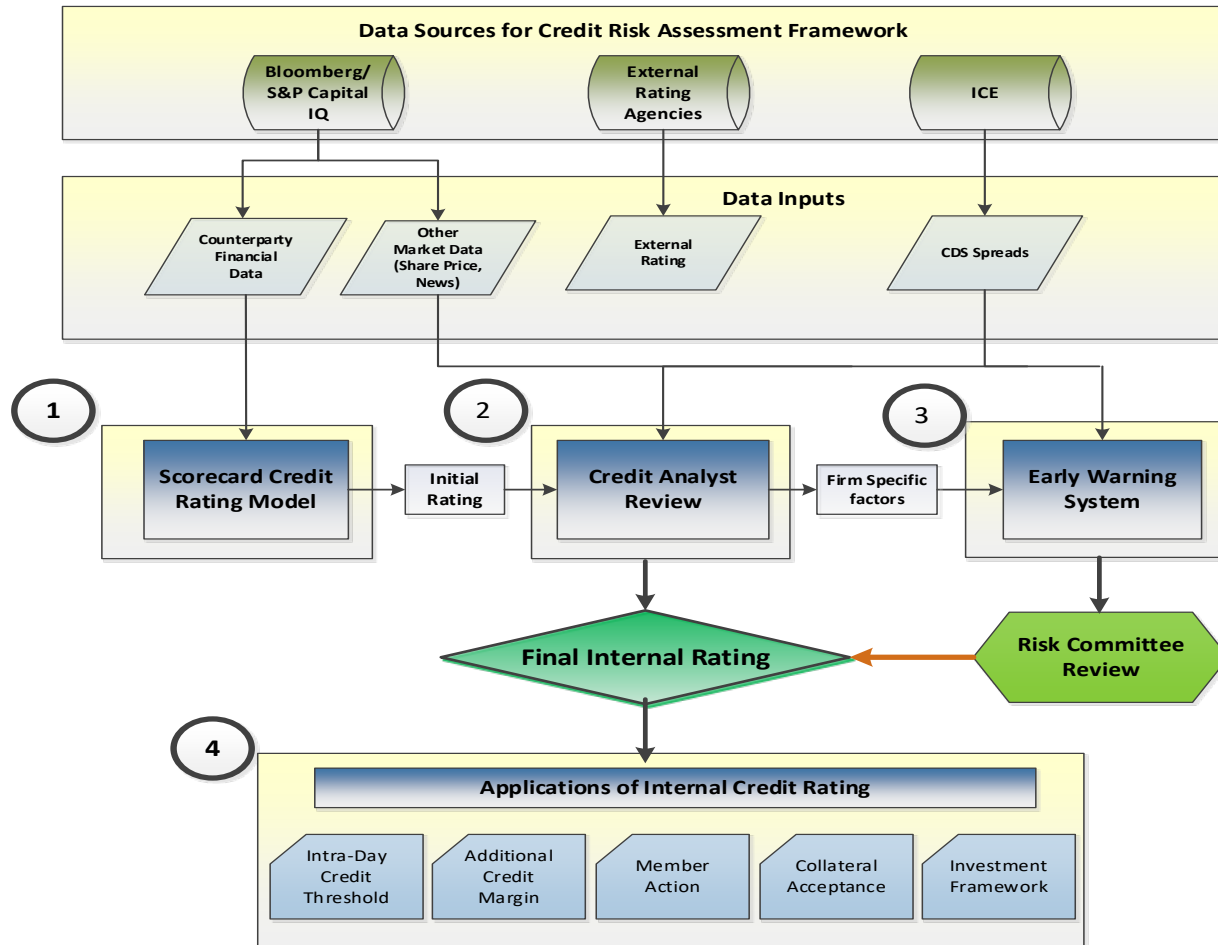 Data Sources for Credit Risk Assessment Framework
Bloomberg/
S&P Capital
IQ
External
Rating
Agencies
ICE
Data Inputs
Counterparty
Financial
Data
Other
Market Data
(Share Price,
News)
External
Rating
CDS Spreads
1
2
3
Scorecard Credit
Rating Model
Initial
Rating
Credit Analyst
Review
Firm Specific
factors
Early Warning
System
Final Internal Rating
Risk Committee
Review
4
Applications of Internal Credit Rating
Intra-Day
Credit
Threshold
Additional
Credit
Margin
Member
Action
Collateral
Acceptance
Investment
Framework